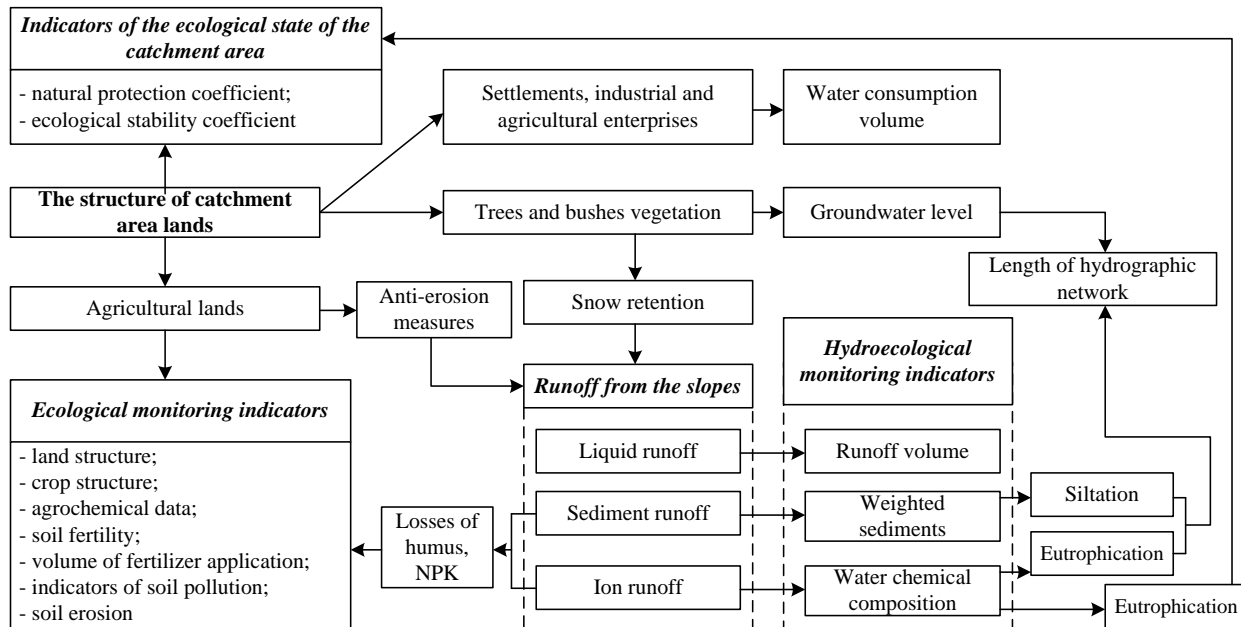 Indicators of the ecological state of the
catchment area
- natural protection coefficient;
- ecological stability coefficient
Settlements, industrial and
agricultural enterprises
Water consumption
volume
The structure of catchment
area lands
Trees and bushes vegetation
Groundwater level
Length of hydrographic
network
Agricultural lands
Anti-erosion
measures
Snow retention
Hydroecological
monitoring indicators
Runoff from the slopes
Ecological monitoring indicators
- land structure;
- crop structure;
- agrochemical data;
- soil fertility;
- volume of fertilizer application;
- indicators of soil pollution;
- soil erosion
Losses of
humus,
NPK
Liquid runoff
Runoff volume
Sediment runoff
Weighted
sediments
Siltation
Eutrophication
Ion runoff
Water chemical
composition
Eutrophication